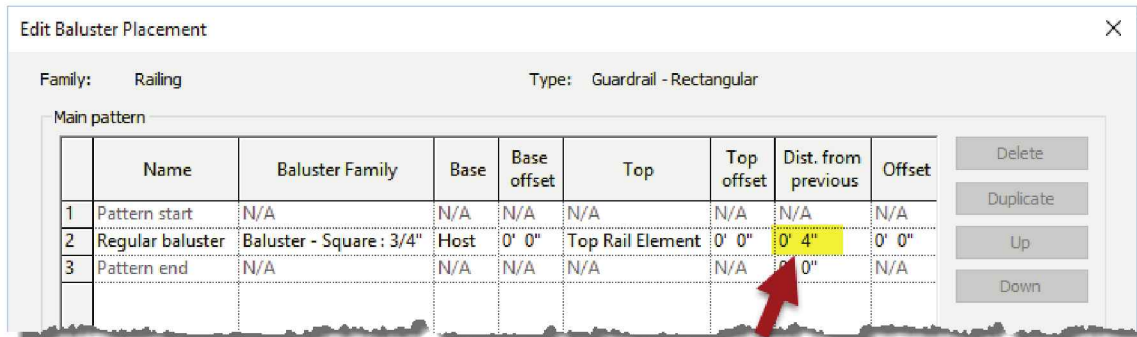 Edit Baluster Placement
Family: Railing Type: Guardrail - Rectangular
Main pattern
Name Baluster Family Base Base offset Top Top offset Dist. from previous Offset
1 Pattern start N/A N/A N/A N/A N/A N/A N/A
2 Regular baluster Baluster - Square : 3/4" Host 0' 0" Top Rail Element 0' 0" 0' 4" 0' 0"
3 Pattern end N/A N/A N/A N/A N/A 0" N/A
Delete
Duplicate
Up
Down